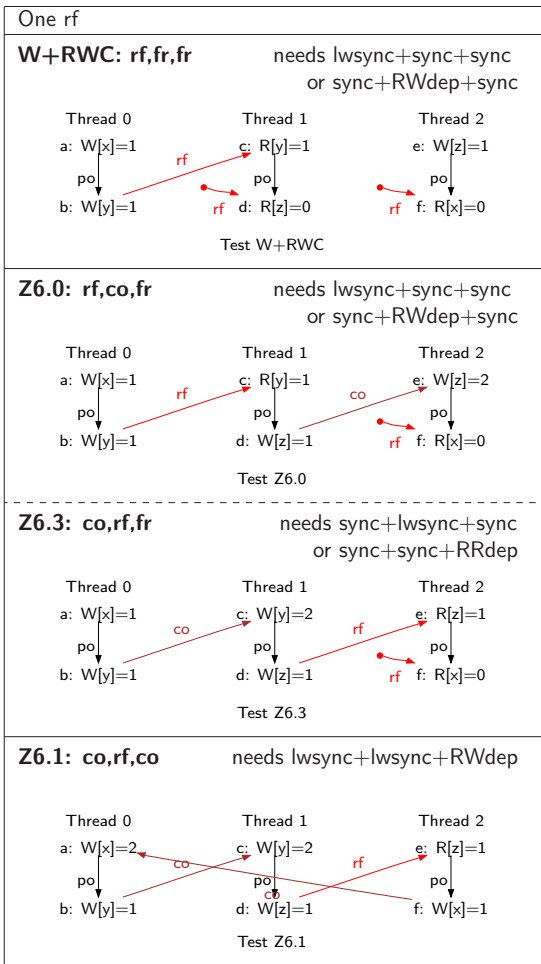 One rf
W+RWC: rf,fr,fr needs lwsync+sync+sync
or sync+RWdep+sync
Thread 0 Thread 1 Thread 2
a: W[x]=1 c: R[y]=1 e: W[z]=1
po rf po rf po rf
b: W[y]=1 d: R[z]=0 f: R[x]=0
Test W+RWC
Z6.0: rf,co,fr needs lwsync+sync+sync
or sync+RWdep+sync
Thread 0 Thread 1 Thread 2
a: W[x]=1 c: R[y]=1 e: W[z]=2
po rf po co po rf
b: W[y]=1 d: W[z]=1 f: R[x]=0
Test Z6.0
Z6.3: co,rf,fr needs sync+lwsync+sync
or sync+sync+RRdep
Thread 0 Thread 1 Thread 2
a: W[x]=1 c: W[y]=2 e: R[z]=1
po co po rf po rf
b: W[y]=1 d: W[z]=1 f: R[x]=0
Test Z6.3
Z6.1: co,rf,co needs lwsync+lwsync+RWdep
Thread 0 Thread 1 Thread 2
a: W[x]=2 c: W[y]=2 e: R[z]=1
po co po co rf po
b: W[y]=1 d: W[z]=1 f: W[x]=1
Test Z6.1